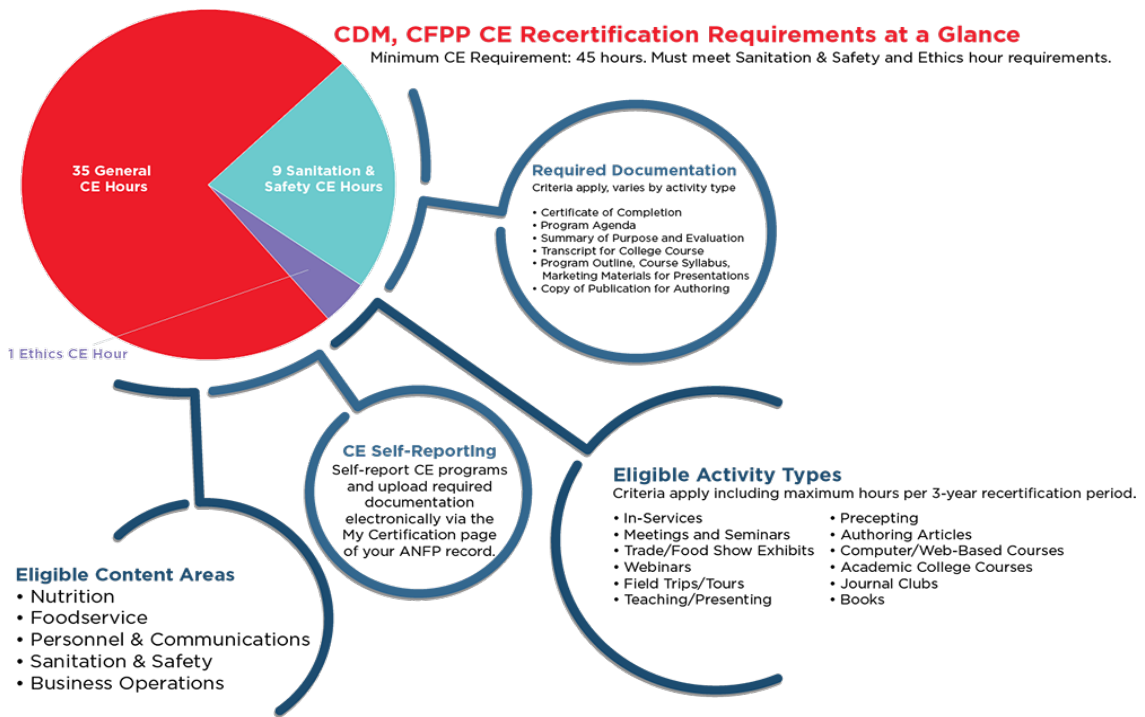 CDM, CFPP CE Recertification Requirements at a Glance
Minimum CE Requirement: 45 hours. Must meet Sanitation & Safety and Ethics hour requirements.
35 General
CE Hours
9 Sanitation &
Safety CE Hours
1 Ethics CE Hour
Required Documentation
Criteria apply, varies by activity type
• Certificate of Completion
• Program Agenda
• Summary of Purpose and Evaluation
• Transcript for College Course
• Program Outline, Course Syllabus,
Marketing Materials for Presentations
• Copy of Publication for Authoring
CE Self-Reporting
Self-report CE programs
and upload required
documentation
electronically via the
My Certification page
of your ANFP record.
Eligible Activity Types
Criteria apply including maximum hours per 3-year recertification period.
• In-Services
• Meetings and Seminars
• Trade/Food Show Exhibits
• Webinars
• Field Trips/Tours
• Teaching/Presenting
• Precepting
• Authoring Articles
• Computer/Web-Based Courses
• Academic College Courses
• Journal Clubs
• Books
Eligible Content Areas
• Nutrition
• Foodservice
• Personnel & Communications
• Sanitation & Safety
• Business Operations